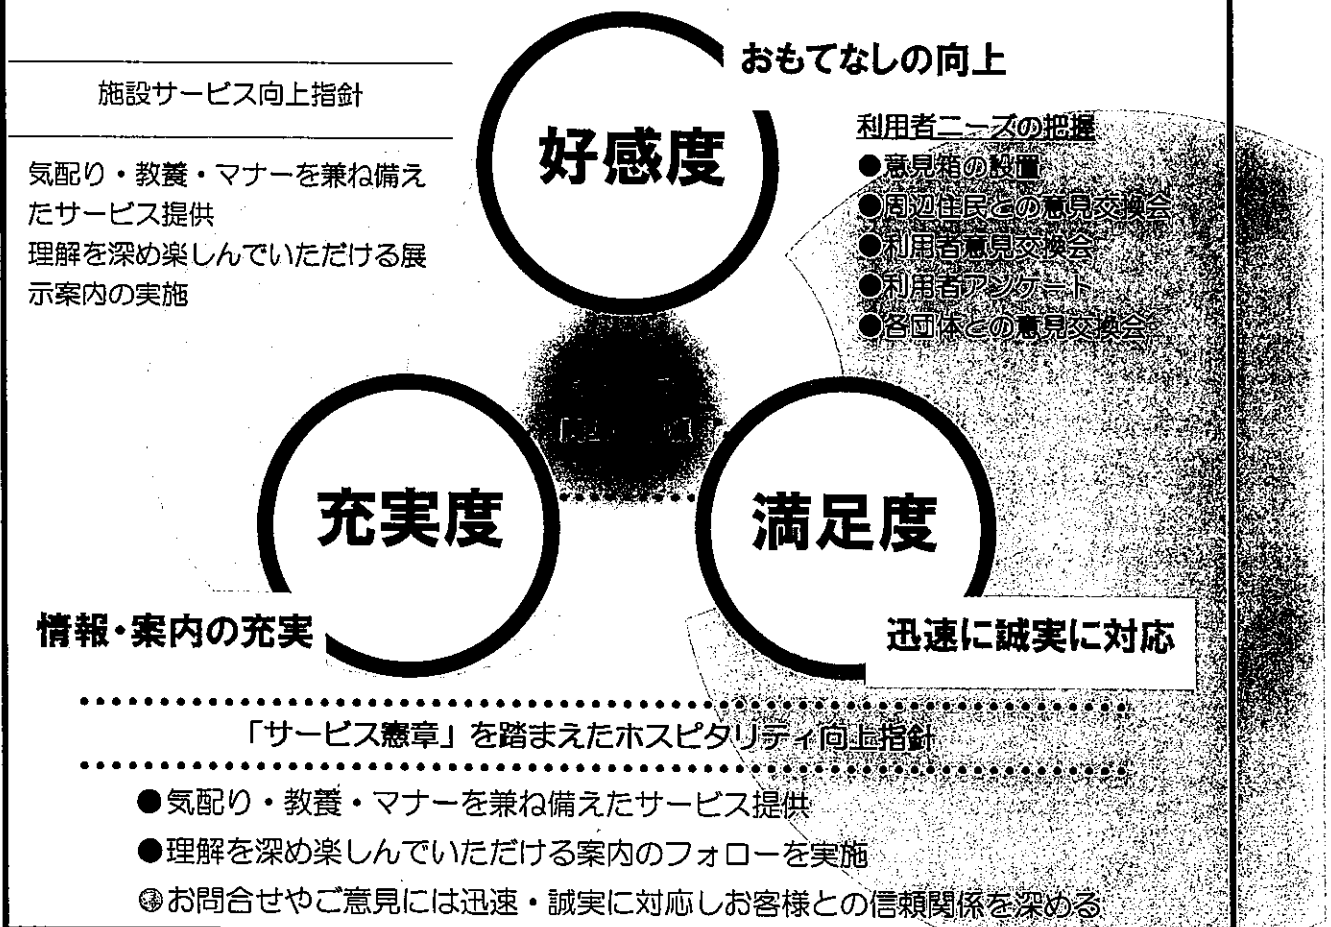 施設サービス向上指針
気配り・教養・マナーを兼ね備え
たサービス提供
理解を深め楽しんでいただける展
示案内の実施
おもてなしの向上
好感度
利用者ニーズの把握
●意見箱の設置
●周辺住民との意見交換会
●利用者意見交換会
●利用者アンケート
●各団体との意見交換会
充実度
満足度
情報・案内の充実
迅速に誠実に対応
「サービス憲章」を踏まえたホスピタリティ向上指針
●気配り・教養・マナーを兼ね備えたサービス提供
●理解を深め楽しんでいただける案内のフォローを実施
●お問合せやご意見には迅速・誠実に対応しお客様との信頼関係を深める